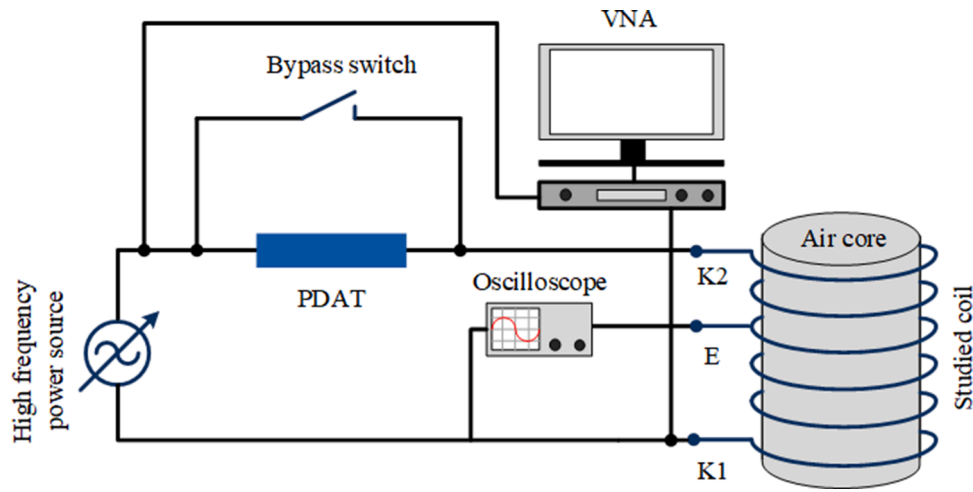 VNA
Bypass switch
Air core
K2
PDAT
Oscilloscope
E
High frequency
power source
Studied coil
K1